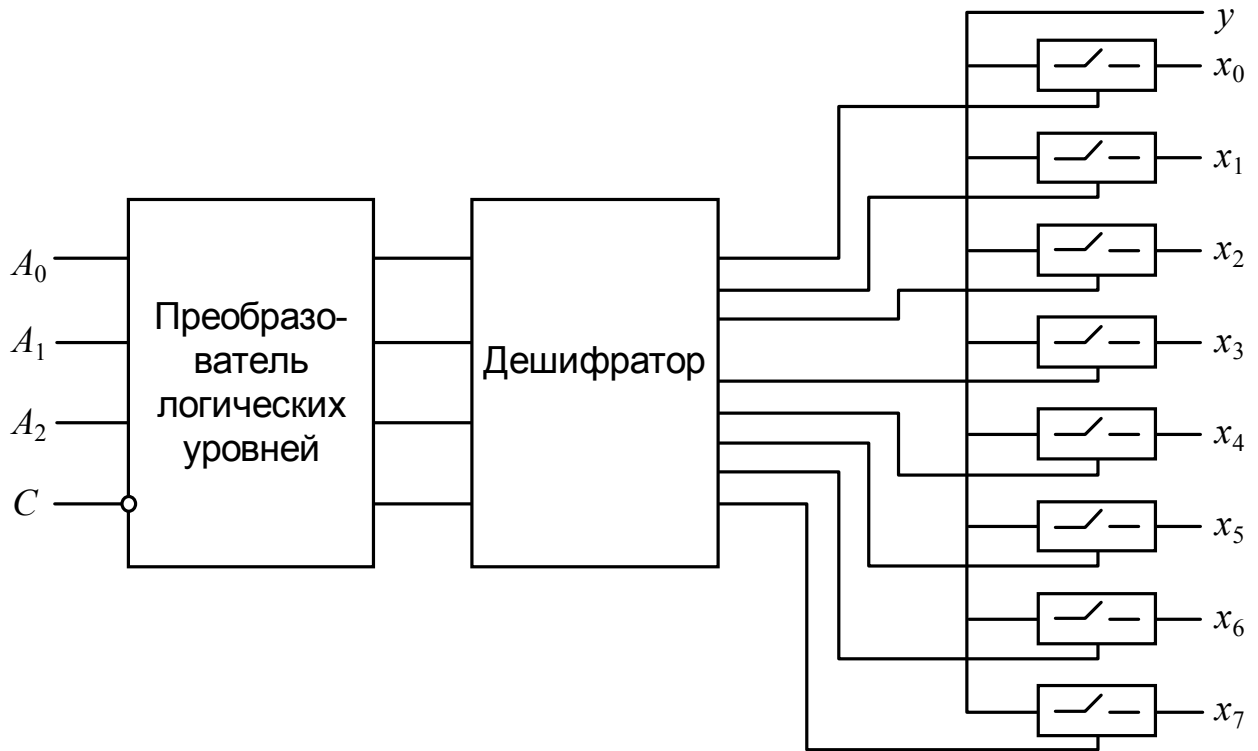 y
x0
x1
x2
x3
x4
x5
x6
x7
A0
A1
A2
C
Преобразо-
ватель
логических
уровней
Дешифратор